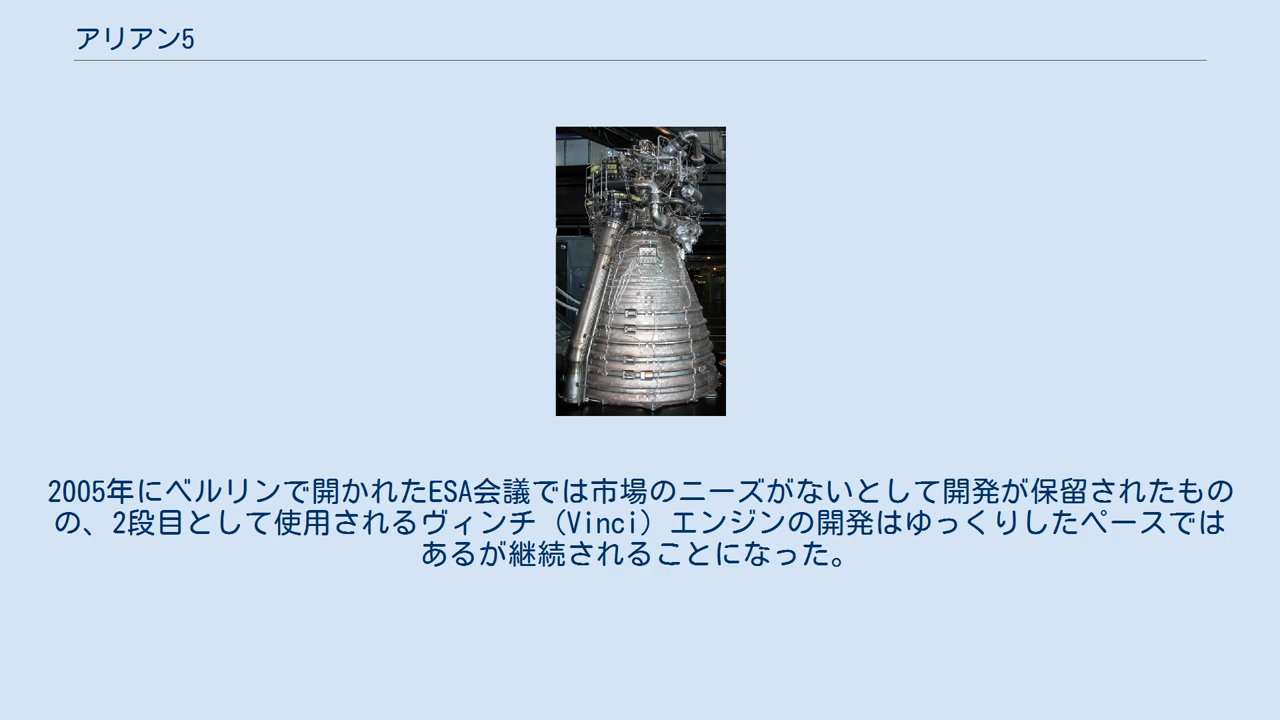 アリアン5
2005年にベルリンで開かれたESA会議では市場のニーズがないとして開発が保留されたもの
の、2段目として使用されるヴィンチ（Vinci）エンジンの開発はゆっくりしたペースでは
あるが継続されることになった。